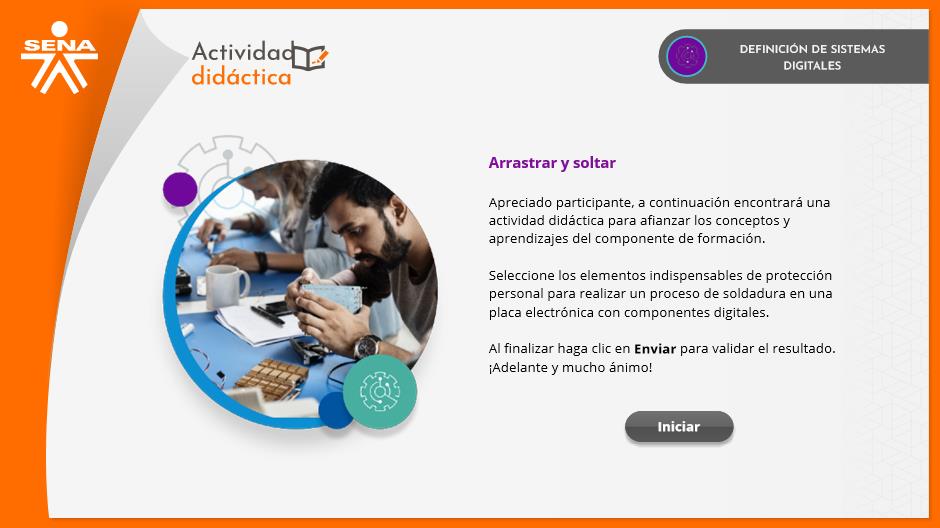 SENA
Actividad
didáctica
DEFINICIÓN DE SISTEMAS
DIGITALES
Arrastrar y soltar
Apreciado participante, a continuación encontrará una
actividad didáctica para afianzar los conceptos y
aprendizajes del componente de formación.
Seleccione los elementos indispensables de protección
personal para realizar un proceso de soldadura en una
placa electrónica con componentes digitales.
Al finalizar haga clic en Enviar para validar el resultado.
¡Adelante y mucho ánimo!
Iniciar